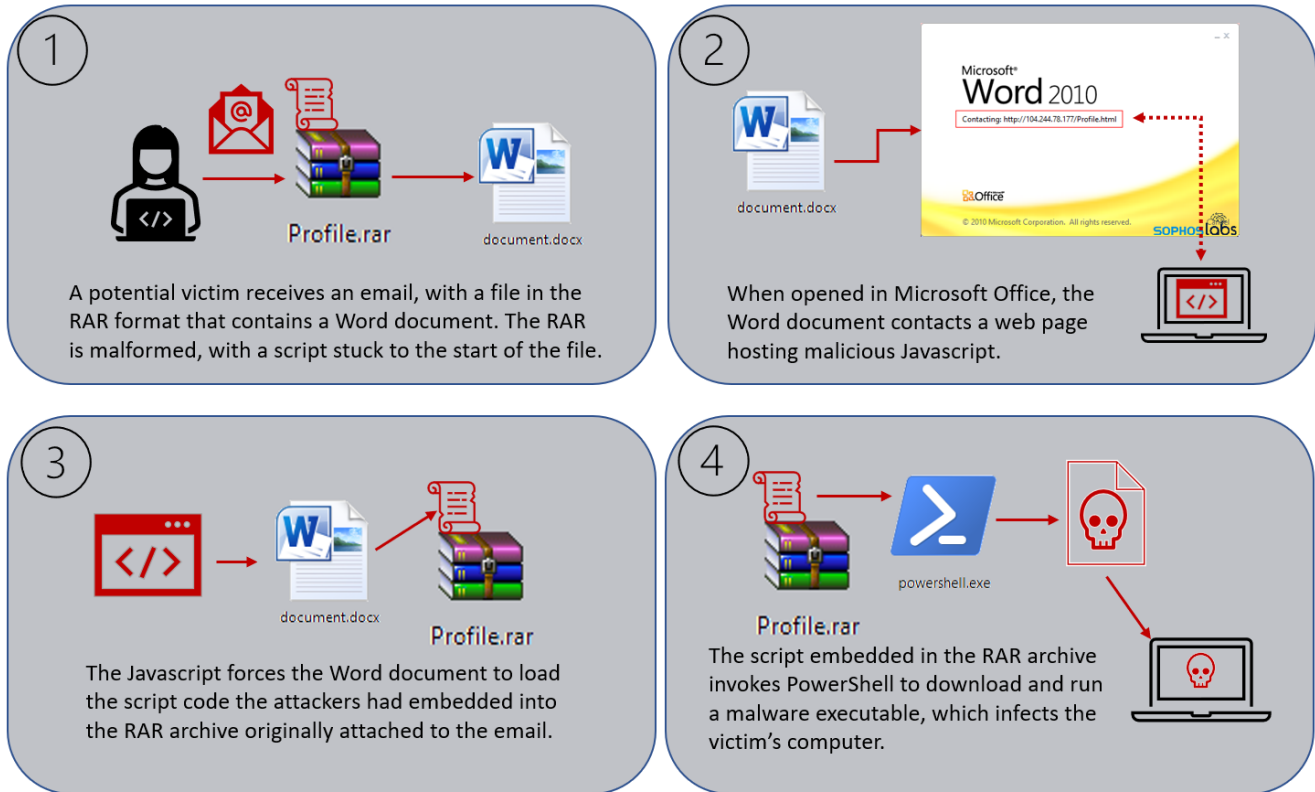 1
@
</>
Profile.rar
W
document.docx
A potential victim receives an email, with a file in the
RAR format that contains a Word document. The RAR
is malformed, with a script stuck to the start of the file.
2
W
document.docx
Microsoft®
Word 2010
Contacting: http://104.244.78.177/Profile.html
Office
© 2010 Microsoft Corporation. All rights reserved.
SOPHOSlabs
</>
When opened in Microsoft Office, the
Word document contacts a web page
hosting malicious Javascript.
3
</>
W
document.docx
Profile.rar
The Javascript forces the Word document to load
the script code the attackers had embedded into
the RAR archive originally attached to the email.
4
Profile.rar
>_
powershell.exe
The script embedded in the RAR archive
invokes PowerShell to download and run
a malware executable, which infects the
victim’s computer.